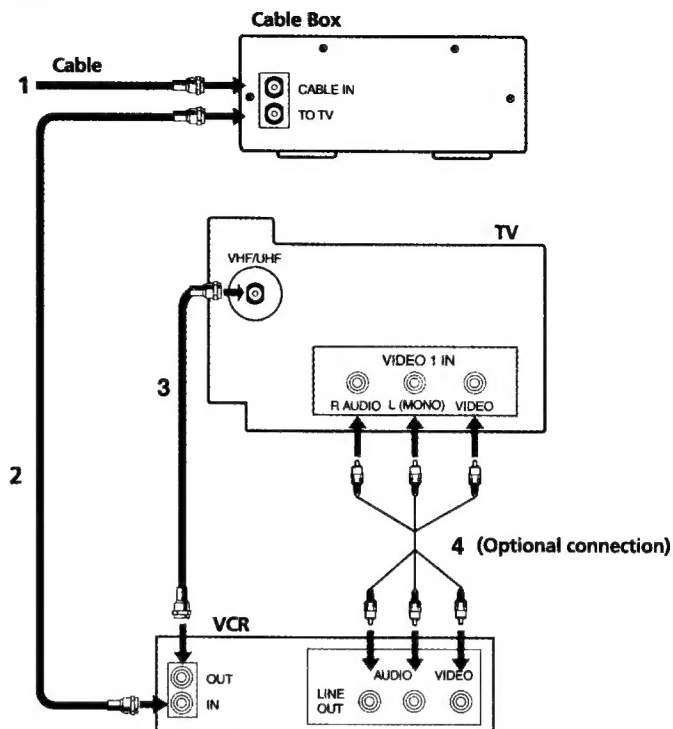 Cable Box
1 Cable
CABLE IN
TO TV
TV
VHF/UHF
VIDEO 1 IN
R AUDIO L (MONO) VIDEO
3
2
4 (Optional connection)
VCR
OUT
IN
AUDIO VIDEO
LINE
OUT